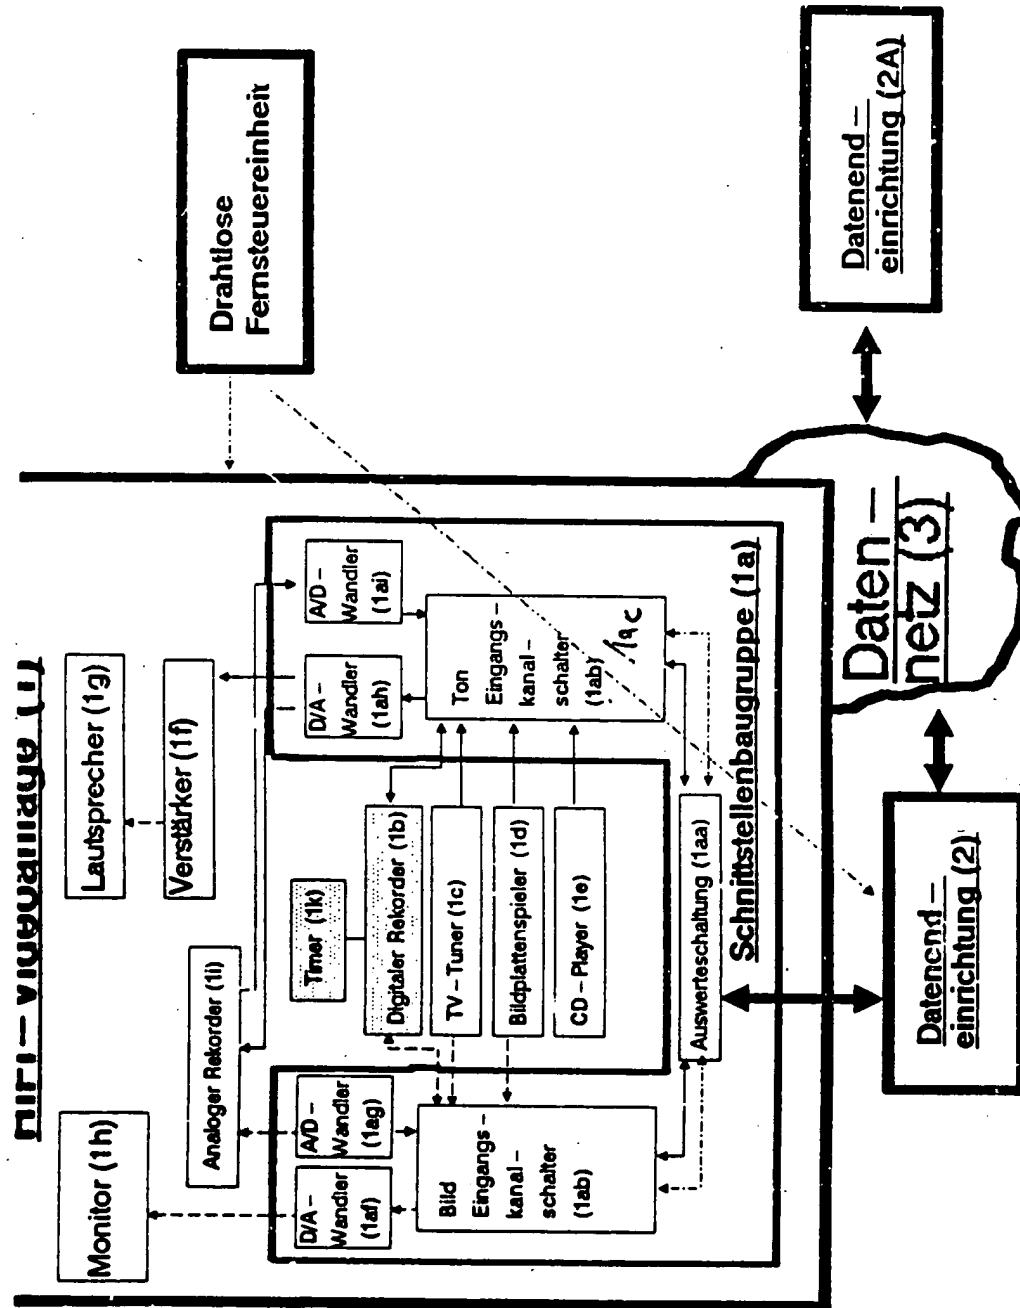 HIFI – Videoanlage (1)
Monitor (1h)
Lautsprecher (1g)
Verstärker (1f)
Analoger Rekorder (1i)
Drahtlose
Fernsteuereinheit
D/A –
Wandler
(1af)
A/D –
Wandler
(1ag)
Timer (1k)
D/A –
Wandler
(1ah)
A/D –
Wandler
(1ai)
Digitaler Rekorder (1b)
TV – Tuner (1c)
Bildplattenspieler (1d)
CD – Player (1e)
Bild
Eingangs –
kanal –
schalter
(1ab)
Ton
Eingangs –
kanal –
schalter
(1ab)
1ac
Auswerteschaltung (1aa)
Schnittstellenbaugruppe (1a)
Datenend –
einrichtung (2)
Daten –
netz (3)
Datenend –
einrichtung (2A)